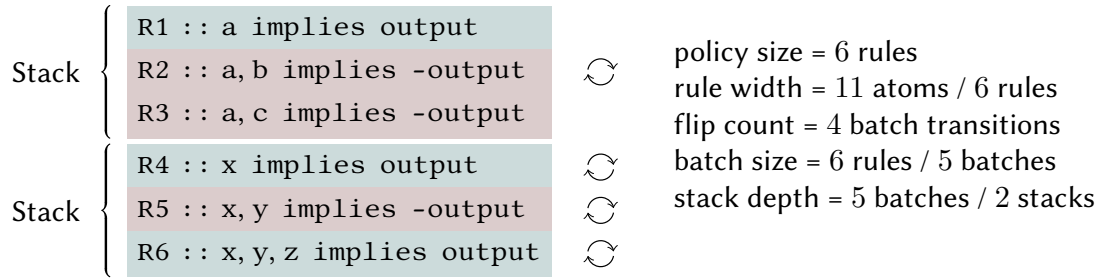 Stack
R1 :: a implies output
R2 :: a, b implies -output
R3 :: a, c implies -output
Stack
R4 :: x implies output
R5 :: x, y implies -output
R6 :: x, y, z implies output
policy size = 6 rules
rule width = 11 atoms / 6 rules
flip count = 4 batch transitions
batch size = 6 rules / 5 batches
stack depth = 5 batches / 2 stacks